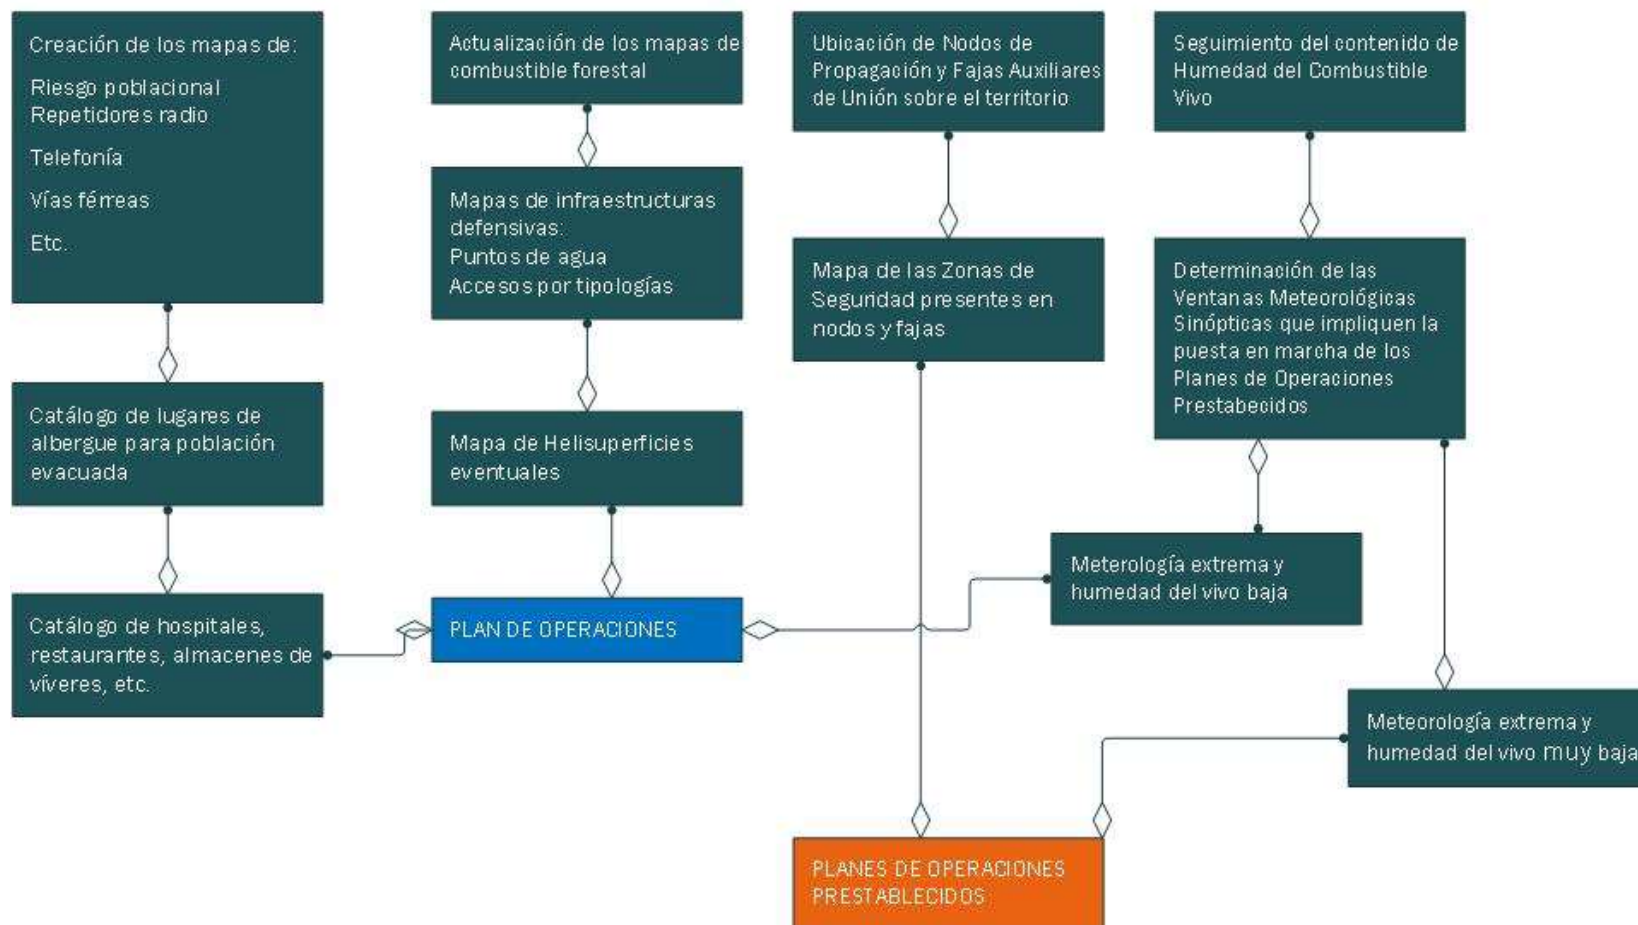 Creación de los mapas de:
Riesgo poblacional
Repetidores radio
Telefonía
Vías férreas
Etc.
Catálogo de lugares de
albergue para población
evacuada
Catálogo de hospitales,
restaurantes, almacenes de
víveres, etc.
Actualización de los mapas de
combustible forestal
Mapas de infraestructuras
defensivas:
Puntos de agua
Accesos por tipologías
Mapa de Helisuperficies
eventuales
PLAN DE OPERACIONES
Ubicación de Nodos de
Propagación y Fajas Auxiliares
de Unión sobre el territorio
Mapa de las Zonas de
Seguridad presentes en
nodos y fajas
Seguimiento del contenido de
Humedad del Combustible
Vivo
Determinación de las
Ventanas Meteorológicas
Sinópticas que impliquen la
puesta en marcha de los
Planes de Operaciones
Prestabecidos
Meterología extrema y
humedad del vivo baja
Meteorología extrema y
humedad del vivo muy baja
PLANES DE OPERACIONES
PRESTABLECIDOS